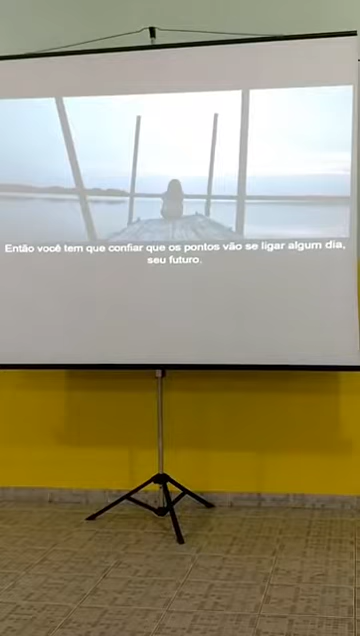 Então você tem que confiar que os pontos vão se ligar algum dia,
seu futuro.